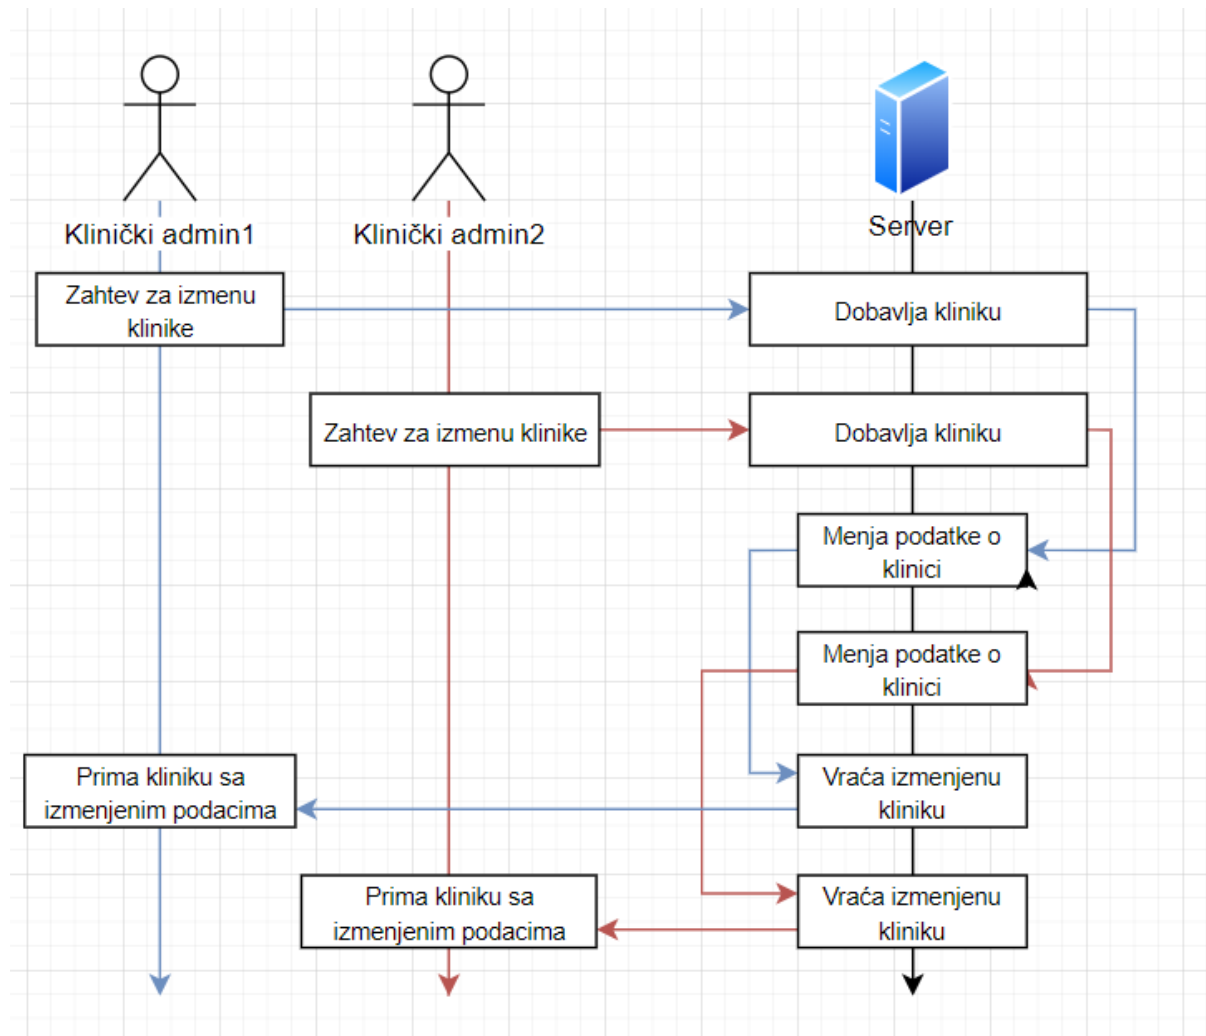 Klinički admin1
Klinički admin2
Server
Zahtev za izmenu
klinike
Dobavlja kliniku
Zahtev za izmenu klinike
Dobavlja kliniku
Menja podatke o
klinici
Menja podatke o
klinici
Prima kliniku sa
izmenjenim podacima
Vraća izmenjenu
kliniku
Prima kliniku sa
izmenjenim podacima
Vraća izmenjenu
kliniku